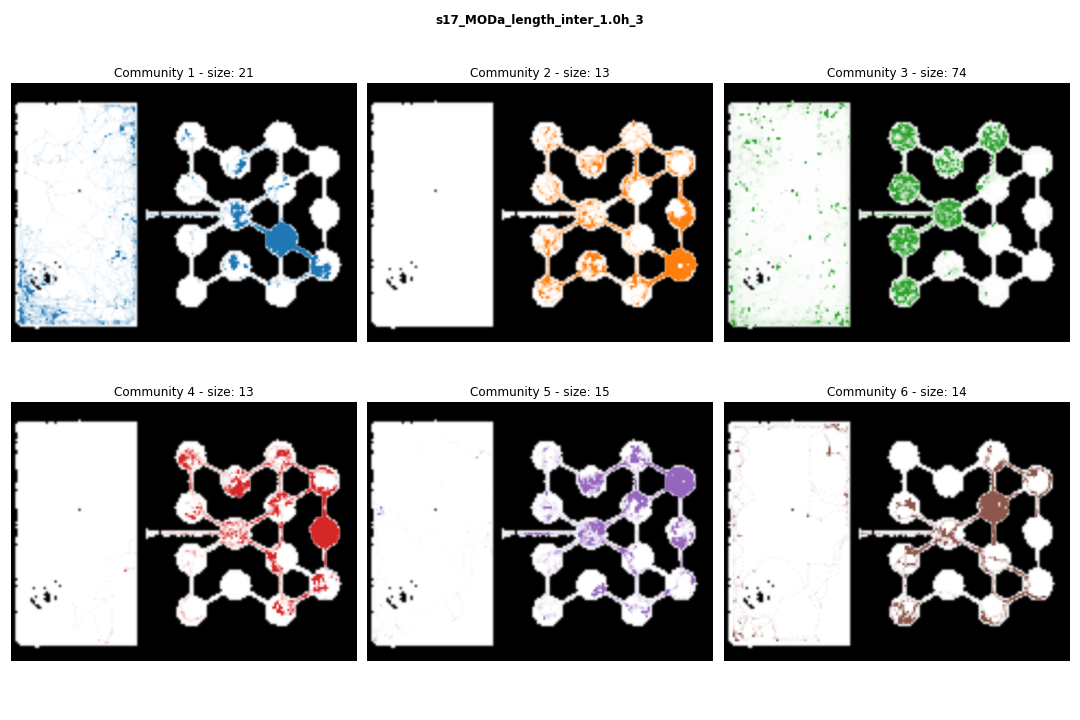 s17_MODa_length_inter_1.0h_3
Community 1 - size: 21
Community 2 - size: 13
Community 3 - size: 74
Community 4 - size: 13
Community 5 - size: 15
Community 6 - size: 14